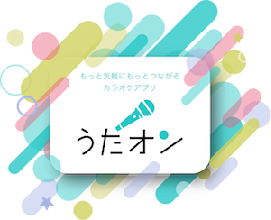 もっと気軽にもっとつながる
カラオケアプリ
うたオン